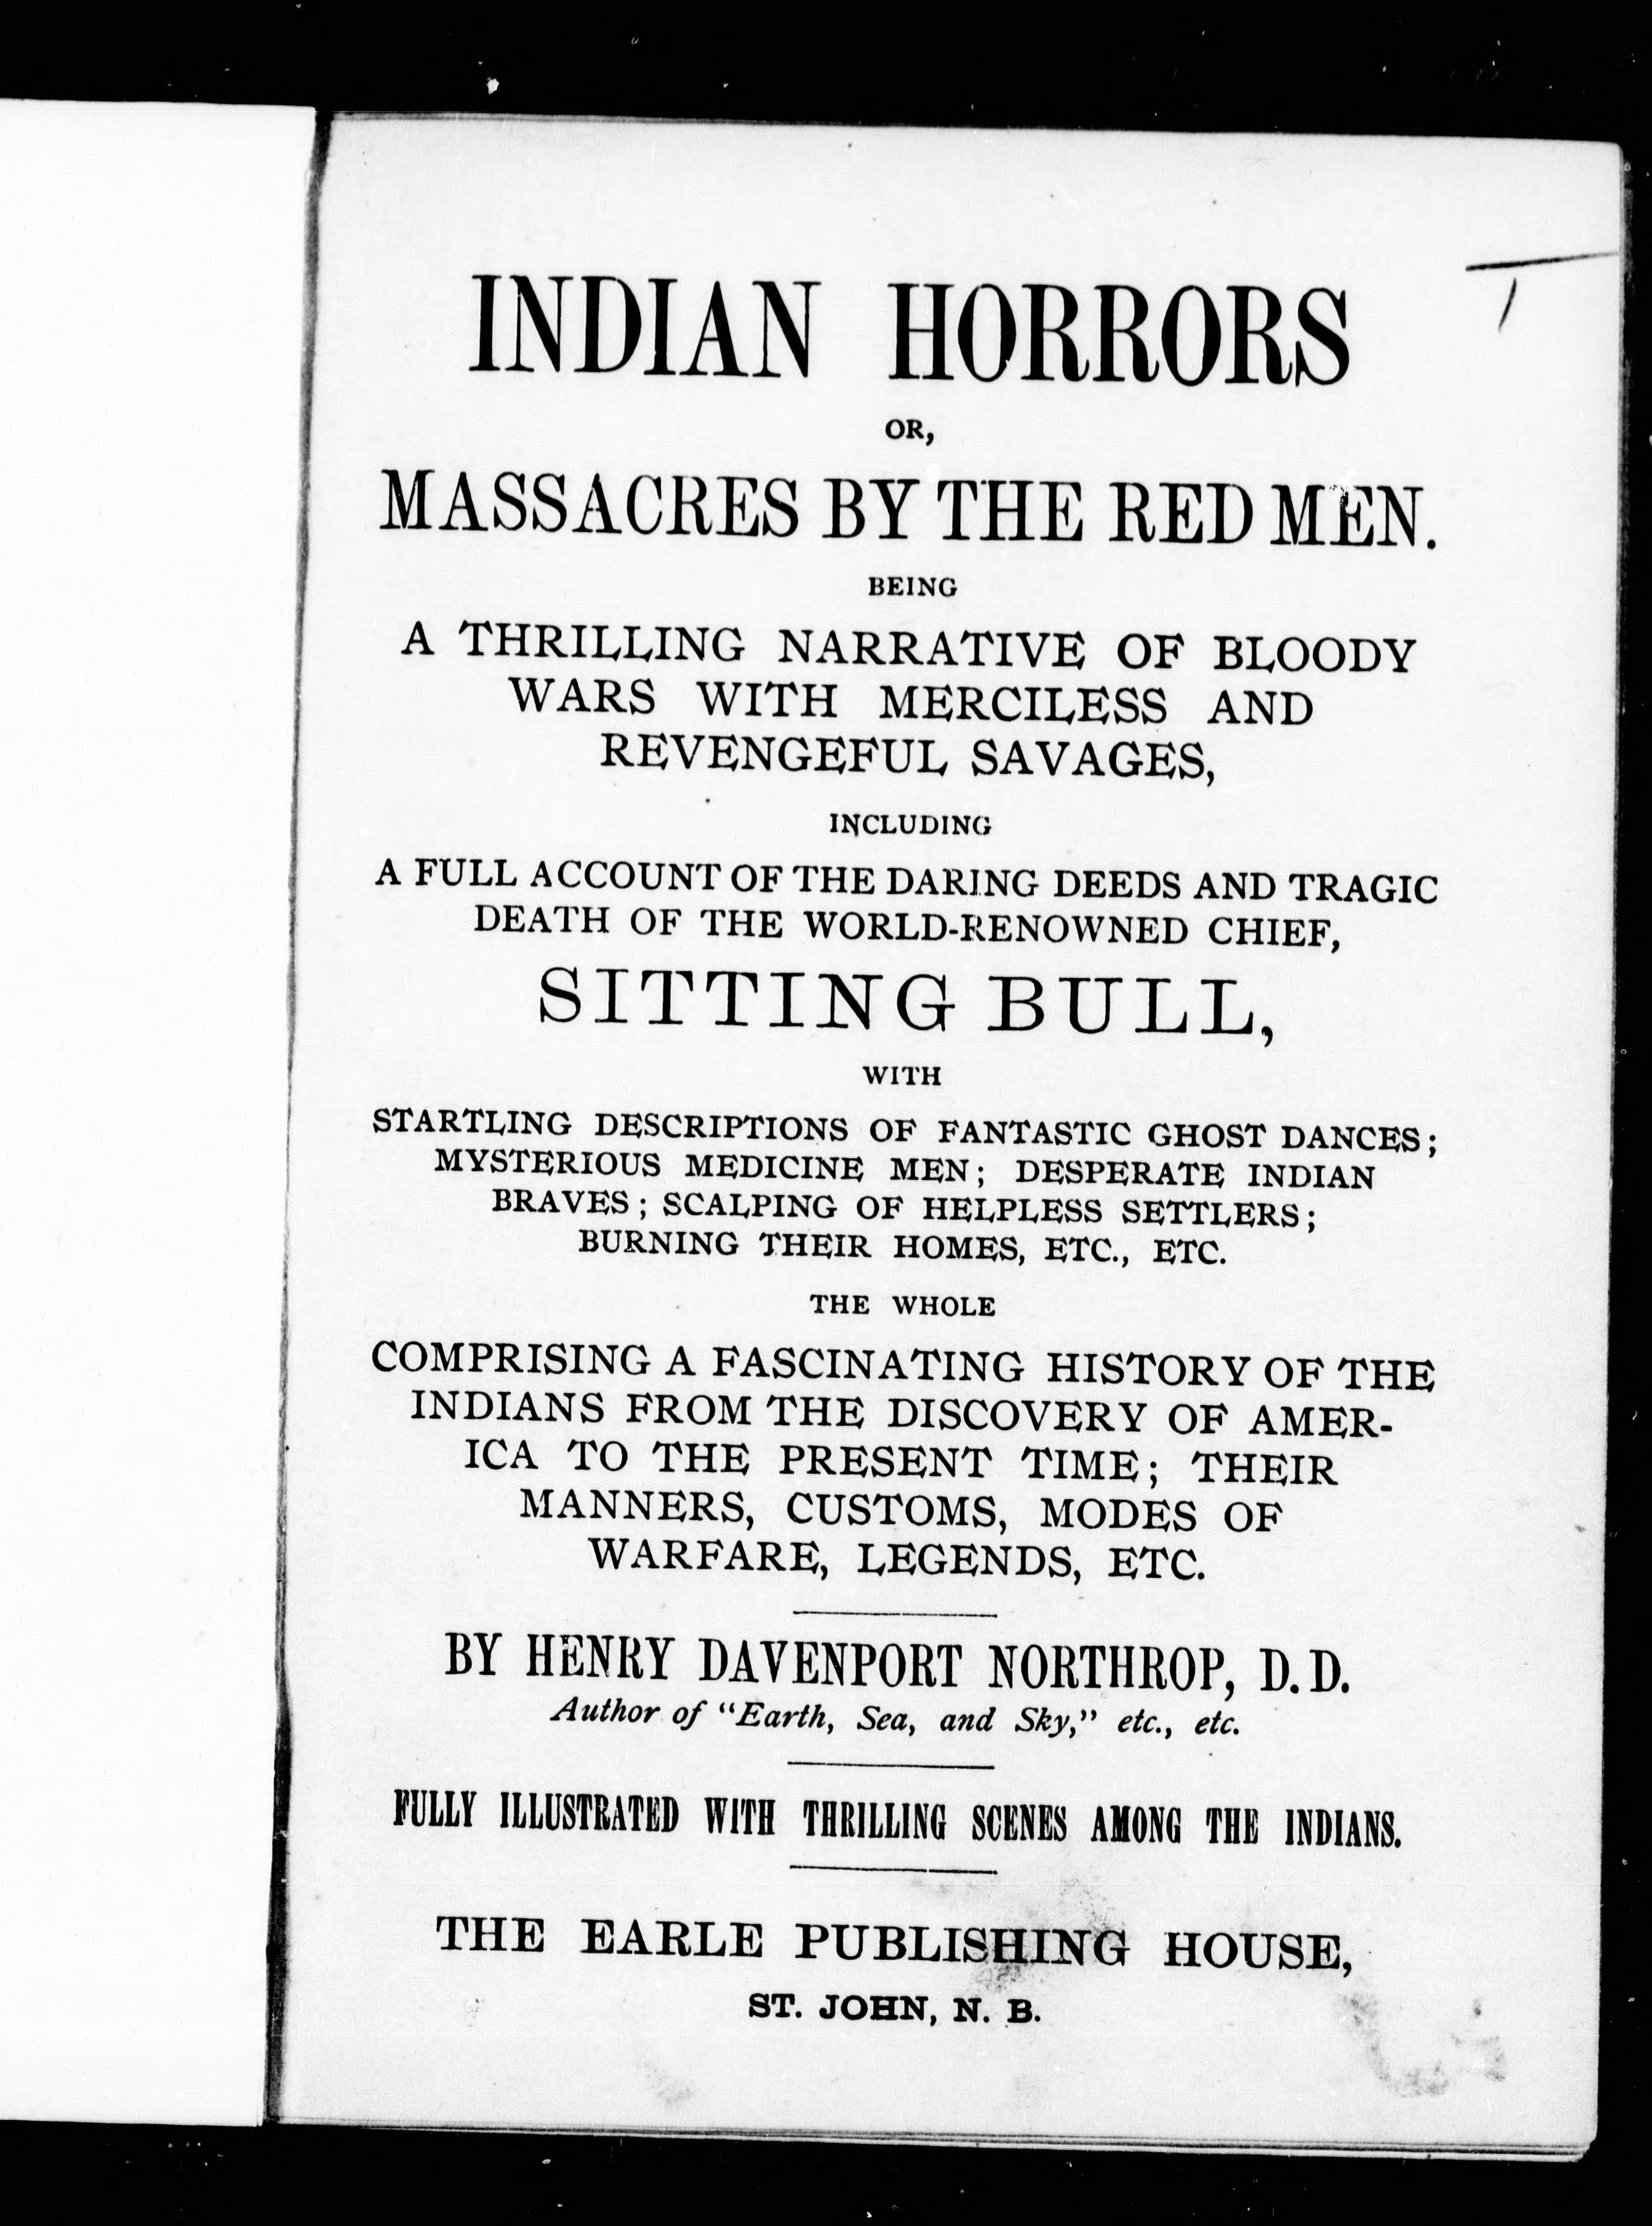 INDIAN HORRORS
OR,
MASSACRES BY THE RED MEN.
BEING
A THRILLING NARRATIVE OF BLOODY
WARS WITH MERCILESS AND
REVENGEFUL SAVAGES,
INCLUDING
A FULL ACCOUNT OF THE DARING DEEDS AND TRAGIC
DEATH OF THE WORLD-RENOWNED CHIEF,
SITTING BULL,
WITH
STARTLING DESCRIPTIONS OF FANTASTIC GHOST DANCES;
MYSTERIOUS MEDICINE MEN; DESPERATE INDIAN
BRAVES; SCALPING OF HELPLESS SETTLERS;
BURNING THEIR HOMES, ETC., ETC.
THE WHOLE
COMPRISING A FASCINATING HISTORY OF THE
INDIANS FROM THE DISCOVERY OF AMER-
ICA TO THE PRESENT TIME; THEIR
MANNERS, CUSTOMS, MODES OF
WARFARE, LEGENDS, ETC.
BY HENRY DAVENPORT NORTHROP, D.D.
Author of "Earth, Sea, and Sky," etc., etc.
FULLY ILLUSTRATED WITH THRILLING SCENES AMONG THE INDIANS.
THE EARLE PUBLISHING HOUSE,
ST. JOHN, N. B.